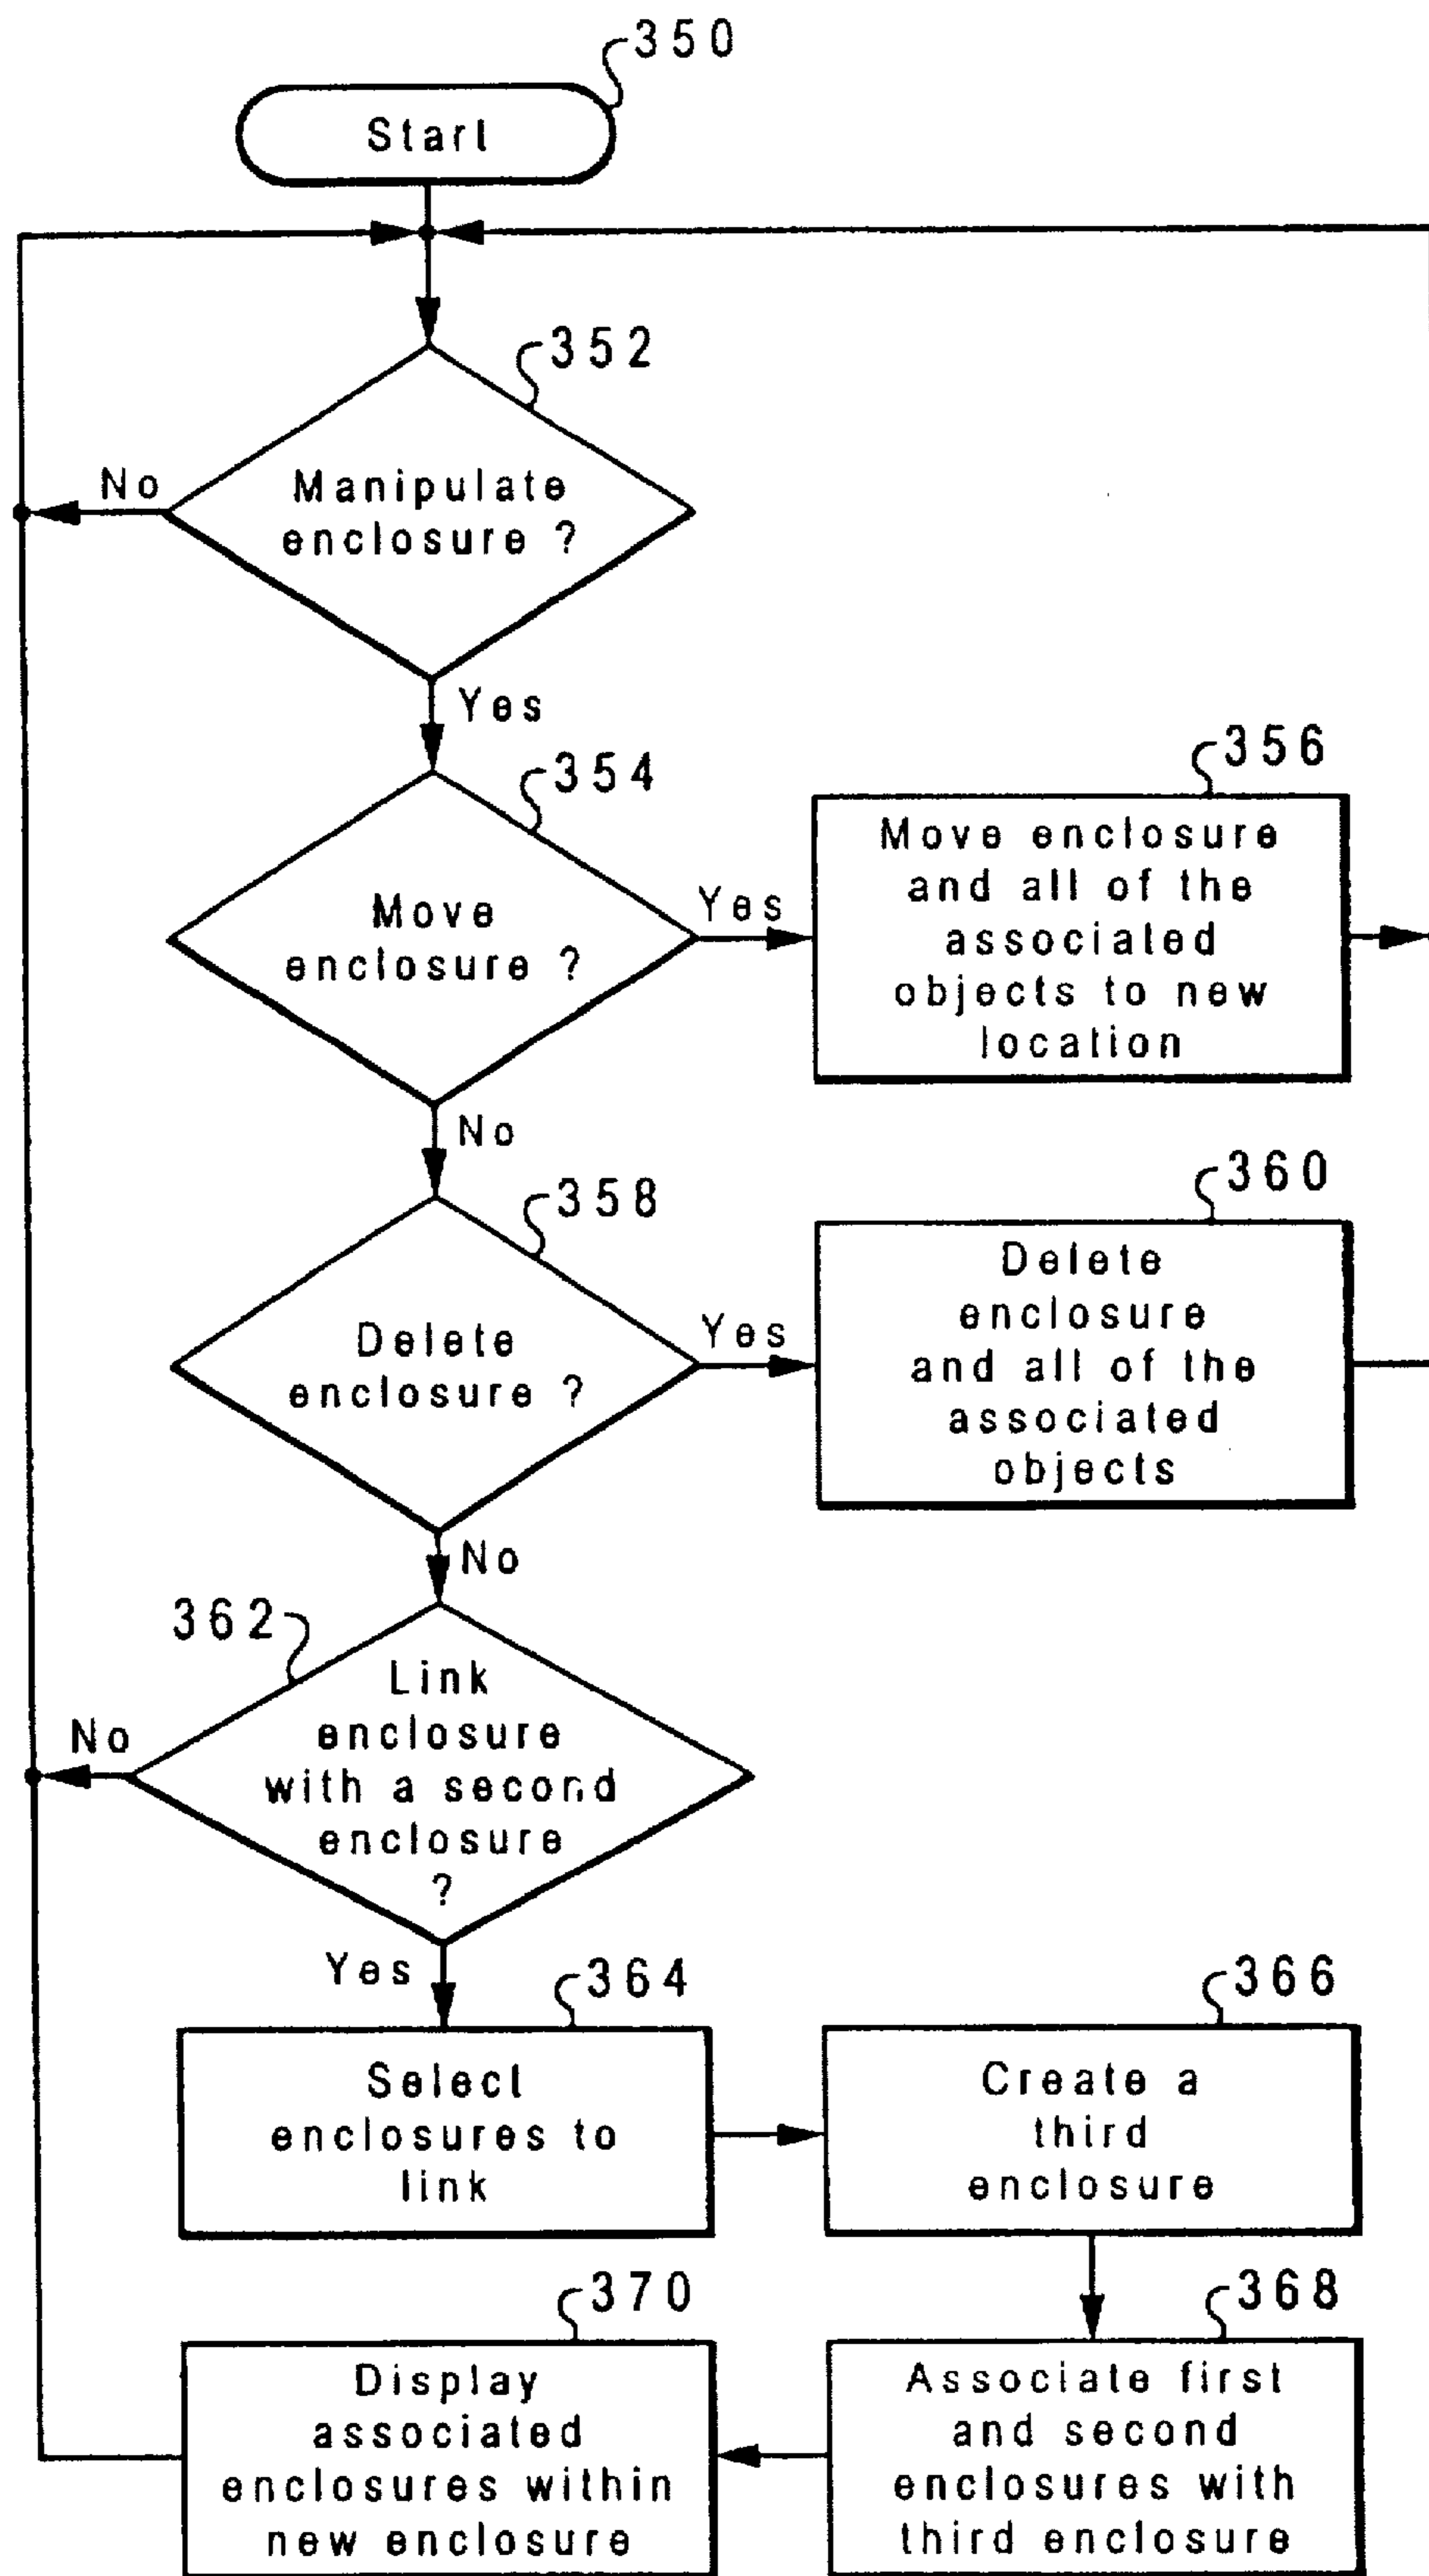 350
Start
352
No
Manipulate
enclosure ?
Yes
354
Move
enclosure ?
Yes
356
Move enclosure
and all of the
associated
objects to new
location
No
358
Delete
enclosure ?
Yes
360
Delete
enclosure
and all of the
associated
objects
No
362
Link
enclosure
with a second
enclosure
?
No
Yes
364
Select
enclosures to
link
366
Create a
third
enclosure
368
Associate first
and second
enclosures with
third enclosure
370
Display
associated
enclosures within
new enclosure